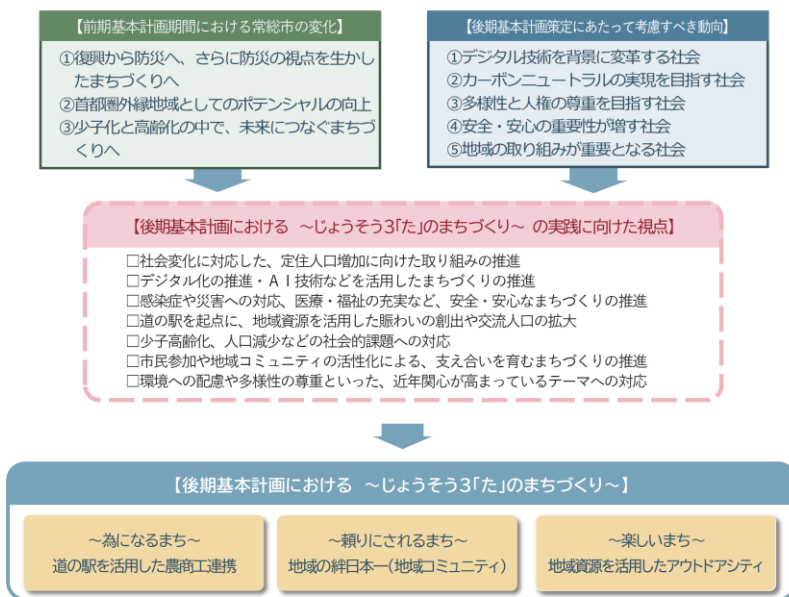 【前期基本計画期間における常総市の変化】
①復興から防災へ、さらに防災の視点を生かし
たまちづくりへ
②首都圏外縁地域としてのポテンシャルの向上
③少子化と高齢化の中で、未来につなぐまちづ
くりへ
【後期基本計画策定にあたって考慮すべき動向】
①デジタル技術を背景に変革する社会
②カーボンニュートラルの実現を目指す社会
③多様性と人権の尊重を目指す社会
④安全・安心の重要性が増す社会
⑤地域の取り組みが重要となる社会
【後期基本計画における ～じょうそう3「た」のまちづくり～ の実践に向けた視点】
□社会変化に対応した、定住人口増加に向けた取り組みの推進
□デジタル化の推進・AI技術などを活用したまちづくりの推進
□感染症や災害への対応、医療・福祉の充実など、安全・安心なまちづくりの推進
□道の駅を起点に、地域資源を活用した賑わいの創出や交流人口の拡大
□少子高齢化、人口減少などの社会的課題への対応
□市民参加や地域コミュニティの活性化による、支え合いを育むまちづくりの推進
□環境への配慮や多様性の尊重といった、近年関心が高まっているテーマへの対応
【後期基本計画における ～じょうそう3「た」のまちづくり～】
～為になるまち～
道の駅を活用した農商工連携
～頼りにされるまち～
地域の絆日本一(地域コミュニティ)
～楽しいまち～
地域資源を活用したアウトドアシティ